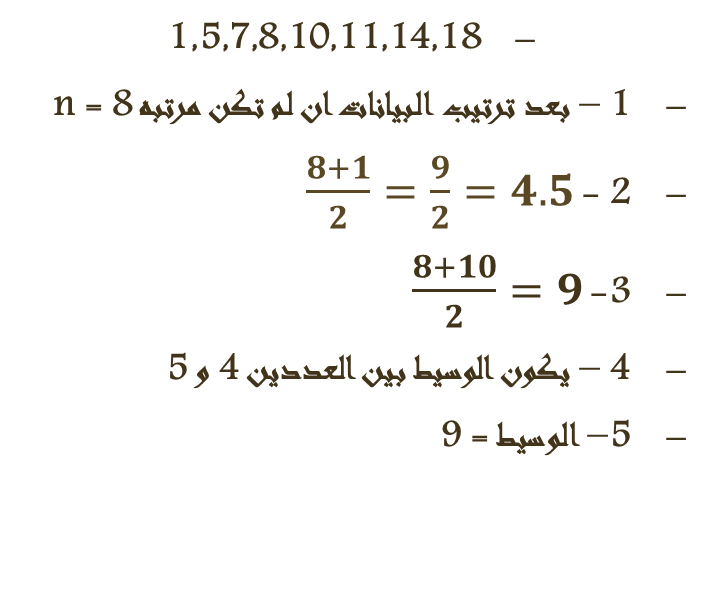 – 1,5,7,8,10,11,14,18
– 1 – بعد ترتيب البيانات ان لم تكن مرتبه n = 8
– 2 – 8+1/2 = 9/2 = 4.5
– 3– 8+10/2 = 9
– 4 – يكون الوسيط بين العددين 4 و 5
– 5– الوسيط = 9